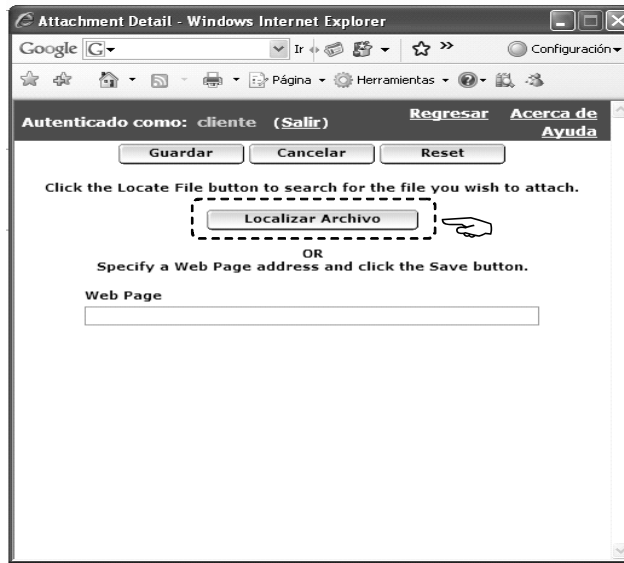 Attachment Detail - Windows Internet Explorer
Google G Ir Configuración
Página Herramientas
Autenticado como: cliente (Salir) Regresar Acerca de
Ayuda
Guardar Cancelar Reset
Click the Locate File button to search for the file you wish to attach.
Localizar Archivo
OR
Specify a Web Page address and click the Save button.
Web Page